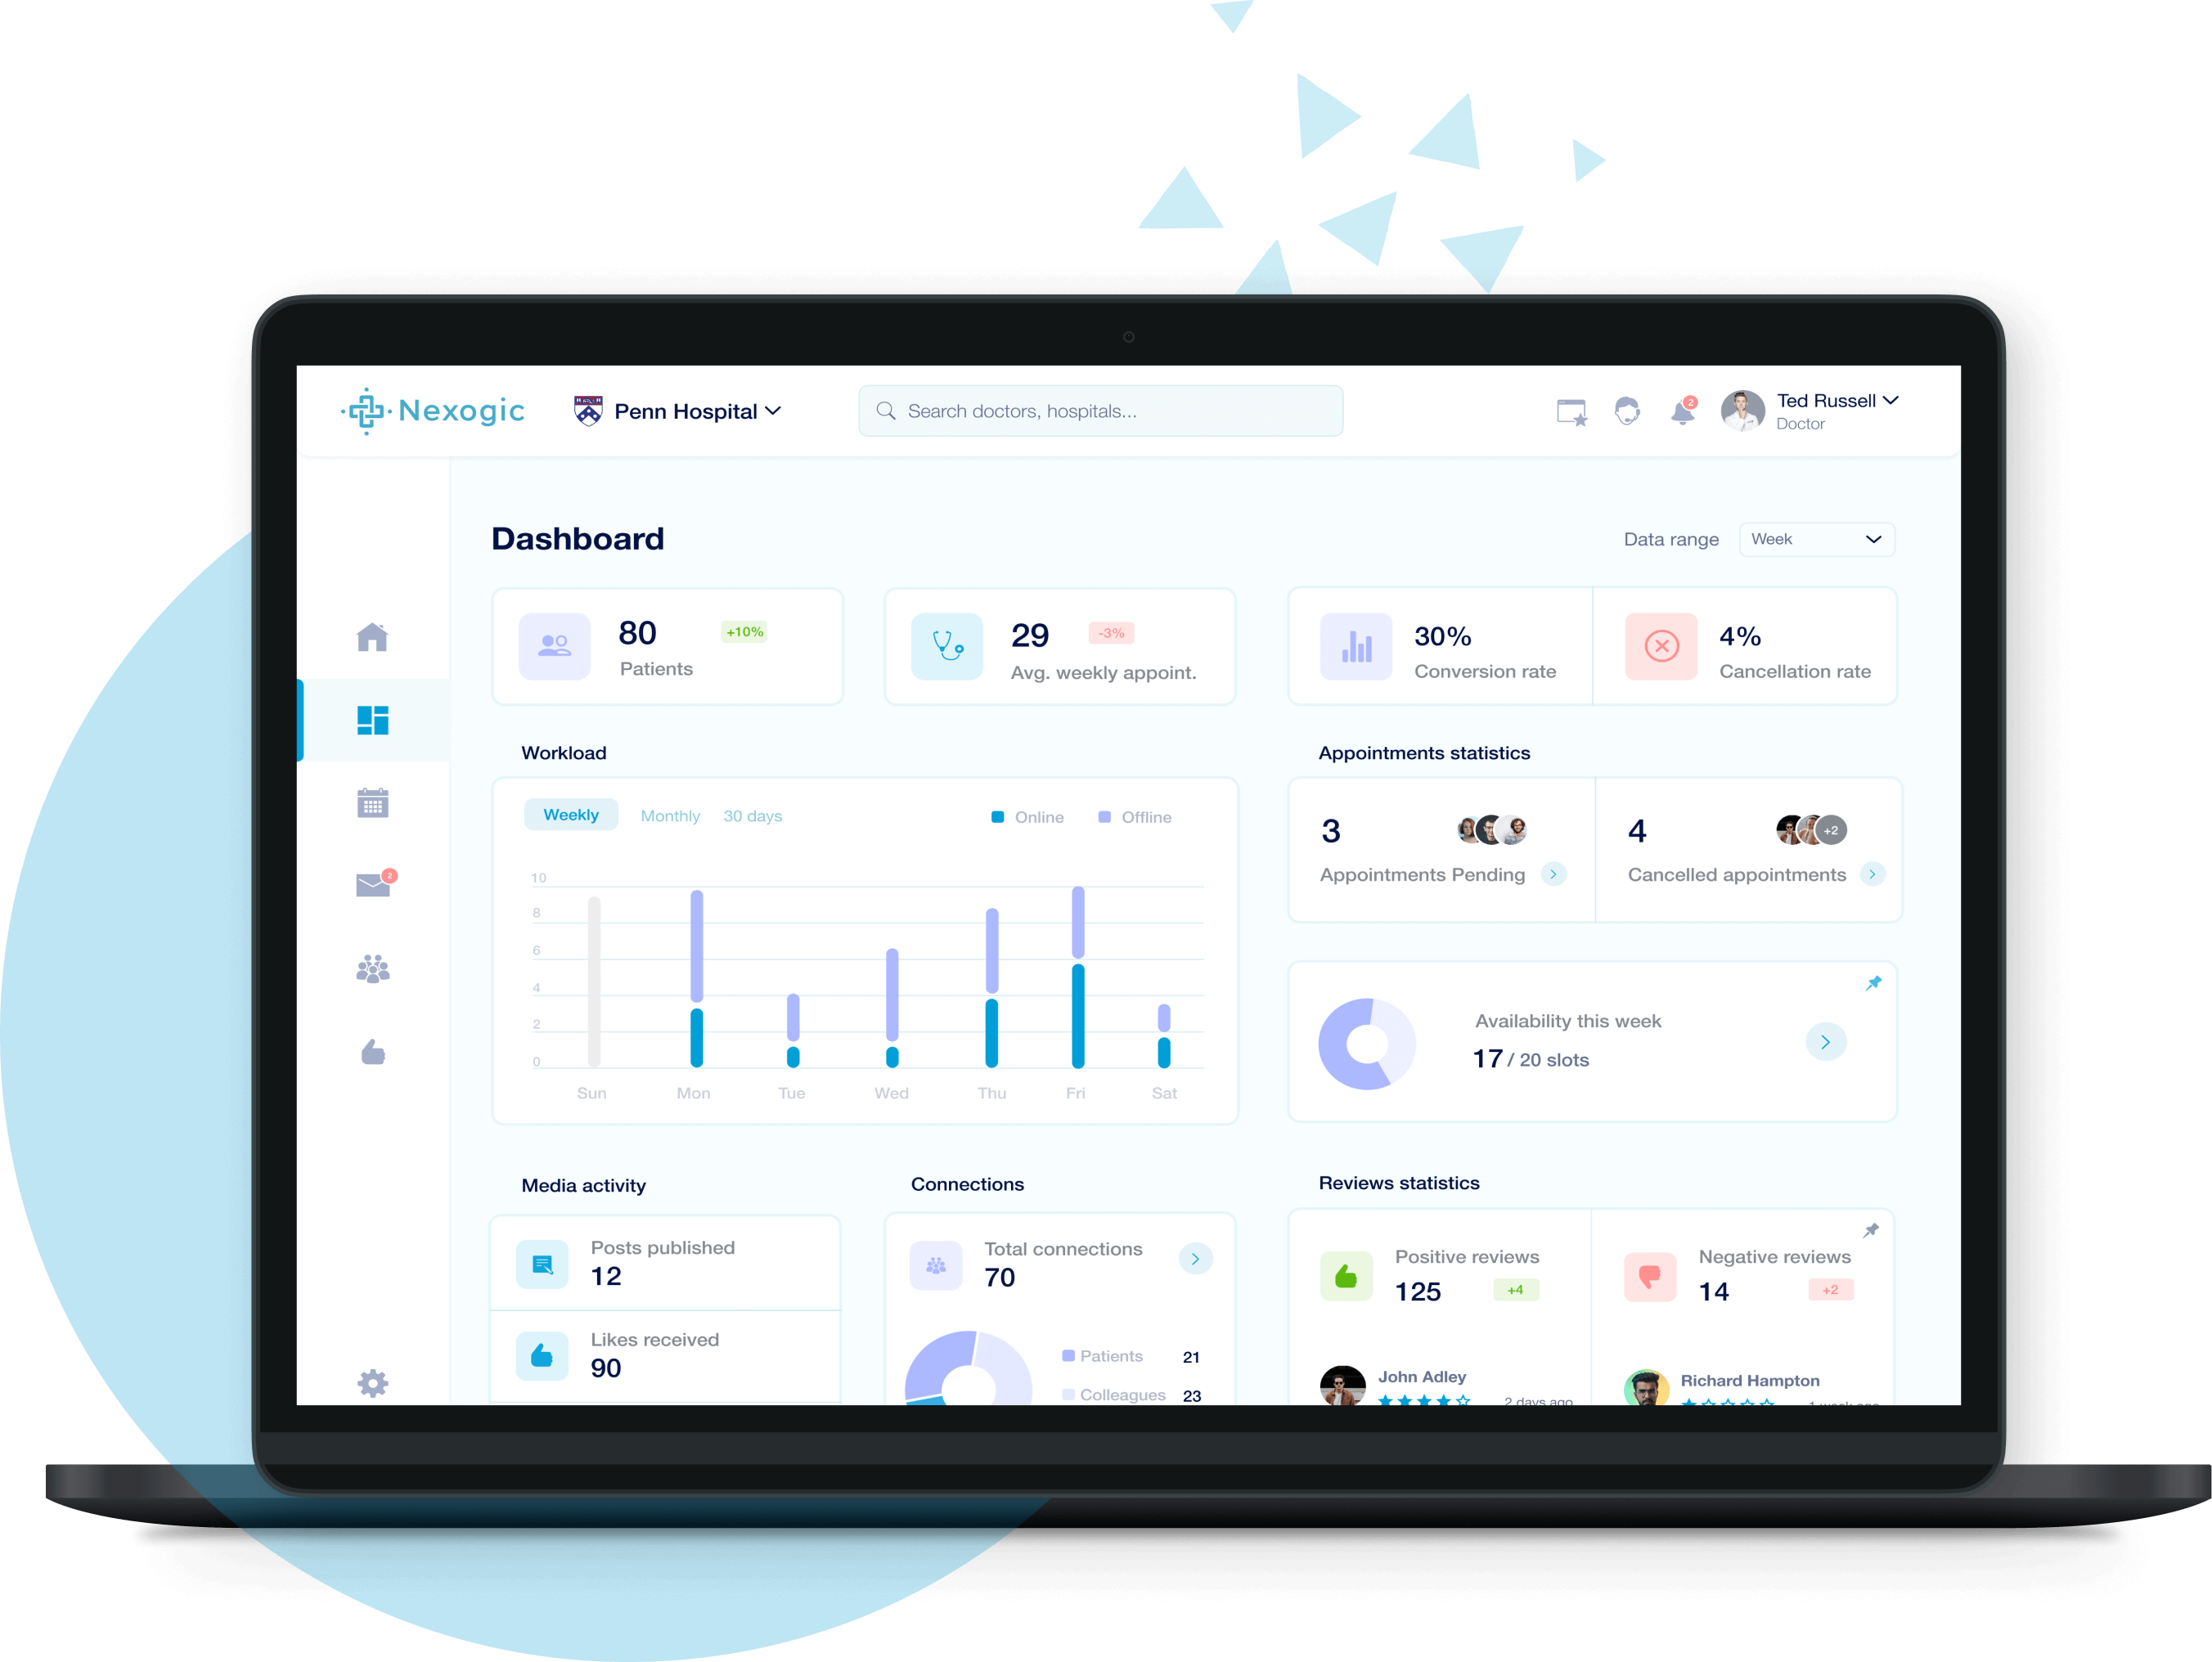 Nexogic
Penn Hospital
Search doctors, hospitals...
2
Ted Russell
Doctor
Dashboard
Data range
Week
80
+10%
Patients
29
-3%
Avg. weekly appoint.
30%
Conversion rate
4%
Cancellation rate
Workload
Weekly
Monthly
30 days
Online
Offline
10
8
6
4
2
0
Sun
Mon
Tue
Wed
Thu
Fri
Sat
2
Appointments statistics
3
Appointments Pending
4
+2
Cancelled appointments
Availability this week
17 / 20 slots
Media activity
Posts published
12
Likes received
90
Connections
Total connections
70
Patients 21
Colleagues 23
Reviews statistics
Positive reviews
125
+4
John Adley
2 days ago
Negative reviews
14
+2
Richard Hampton
1 week ago